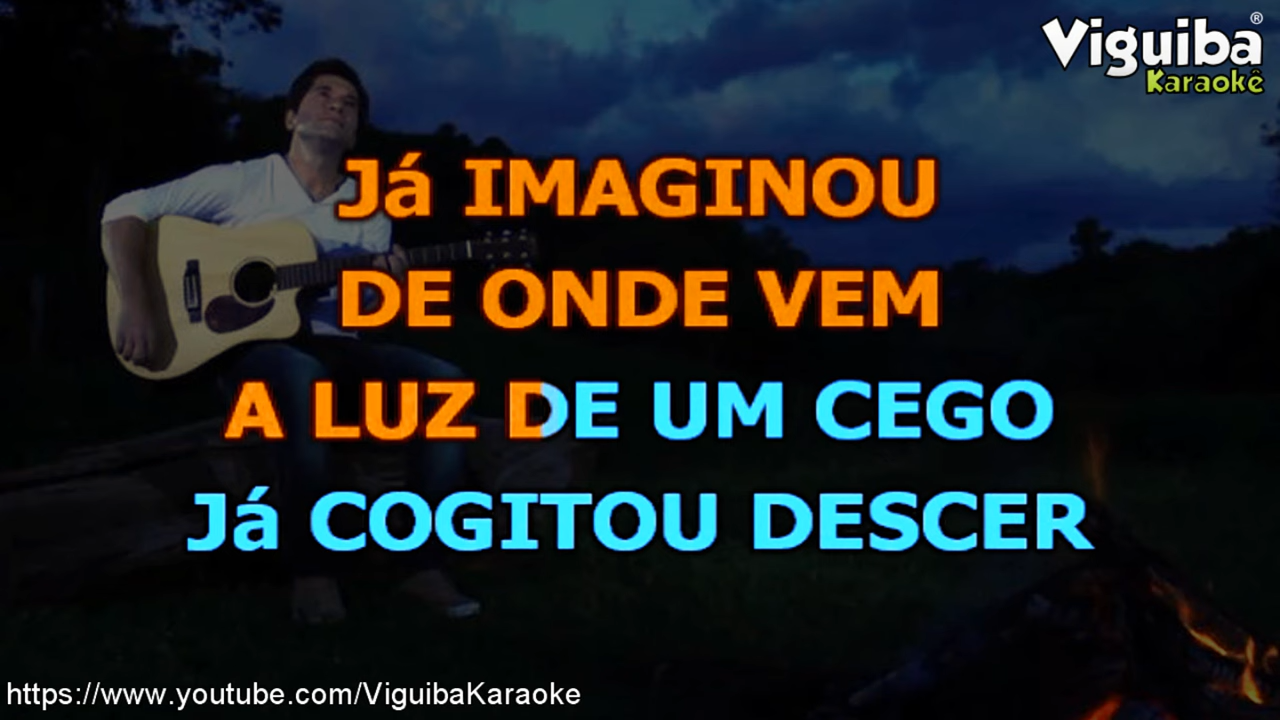 Viguiba®
Karaokê
Já IMAGINOU
DE ONDE VEM
A LUZ DE UM CEGO
Já COGITOU DESCER
https://www.youtube.com/ViguibaKaraoke